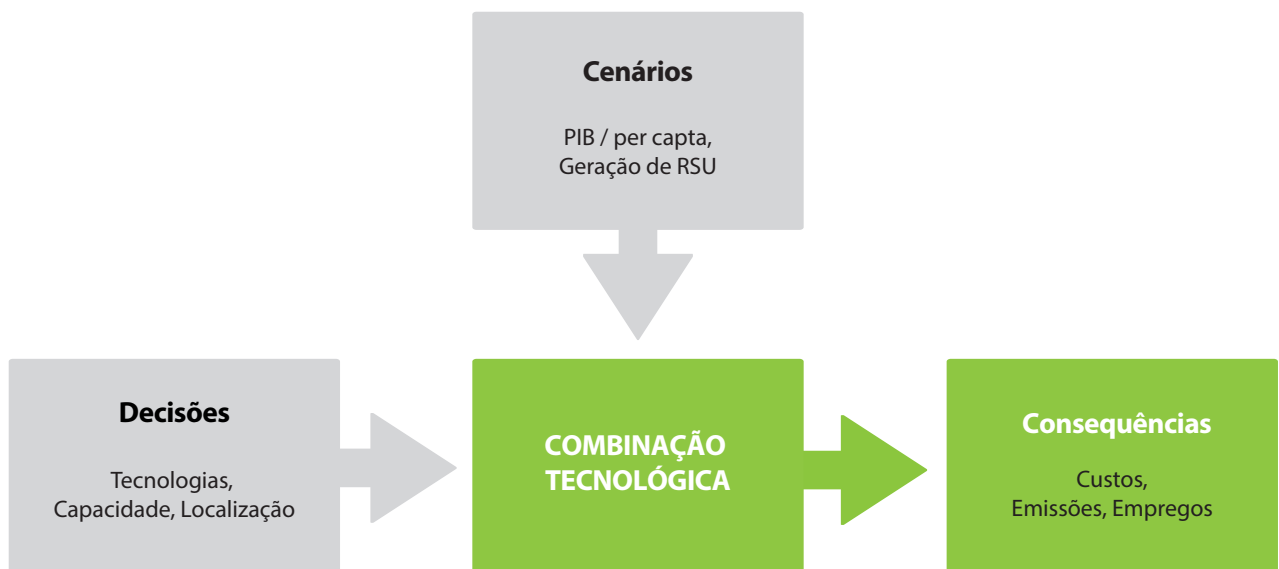 Cenários
PIB / per capta,
Geração de RSU
Decisões
Tecnologias,
Capacidade, Localização
COMBINAÇÃO
TECNOLÓGICA
Consequências
Custos,
Emissões, Empregos